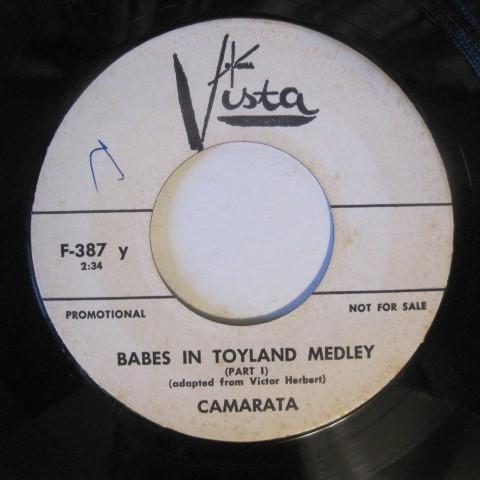 Vista
F-387 y
2:34
PROMOTIONAL
NOT FOR SALE
BABES IN TOYLAND MEDLEY
(PART I)
(adapted from Victor Herbert)
CAMARATA